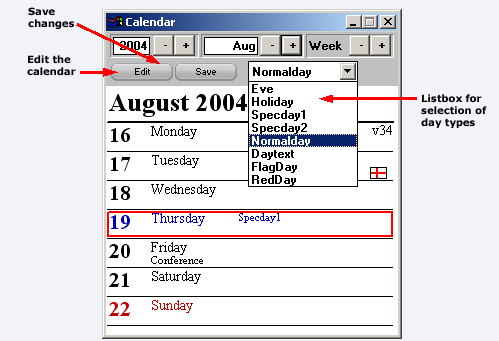 Save
changes
Edit the
calendar
Calendar
2004 - + Aug - + Week - +
Edit Save Normalday
Eve
Holiday
Specday1
Specday2
Normalday
Daytext
FlagDay
RedDay
Listbox for
selection of
day types
August 2004
16 Monday v34
17 Tuesday
18 Wednesday
19 Thursday Specday1
20 Friday
Conference
21 Saturday
22 Sunday